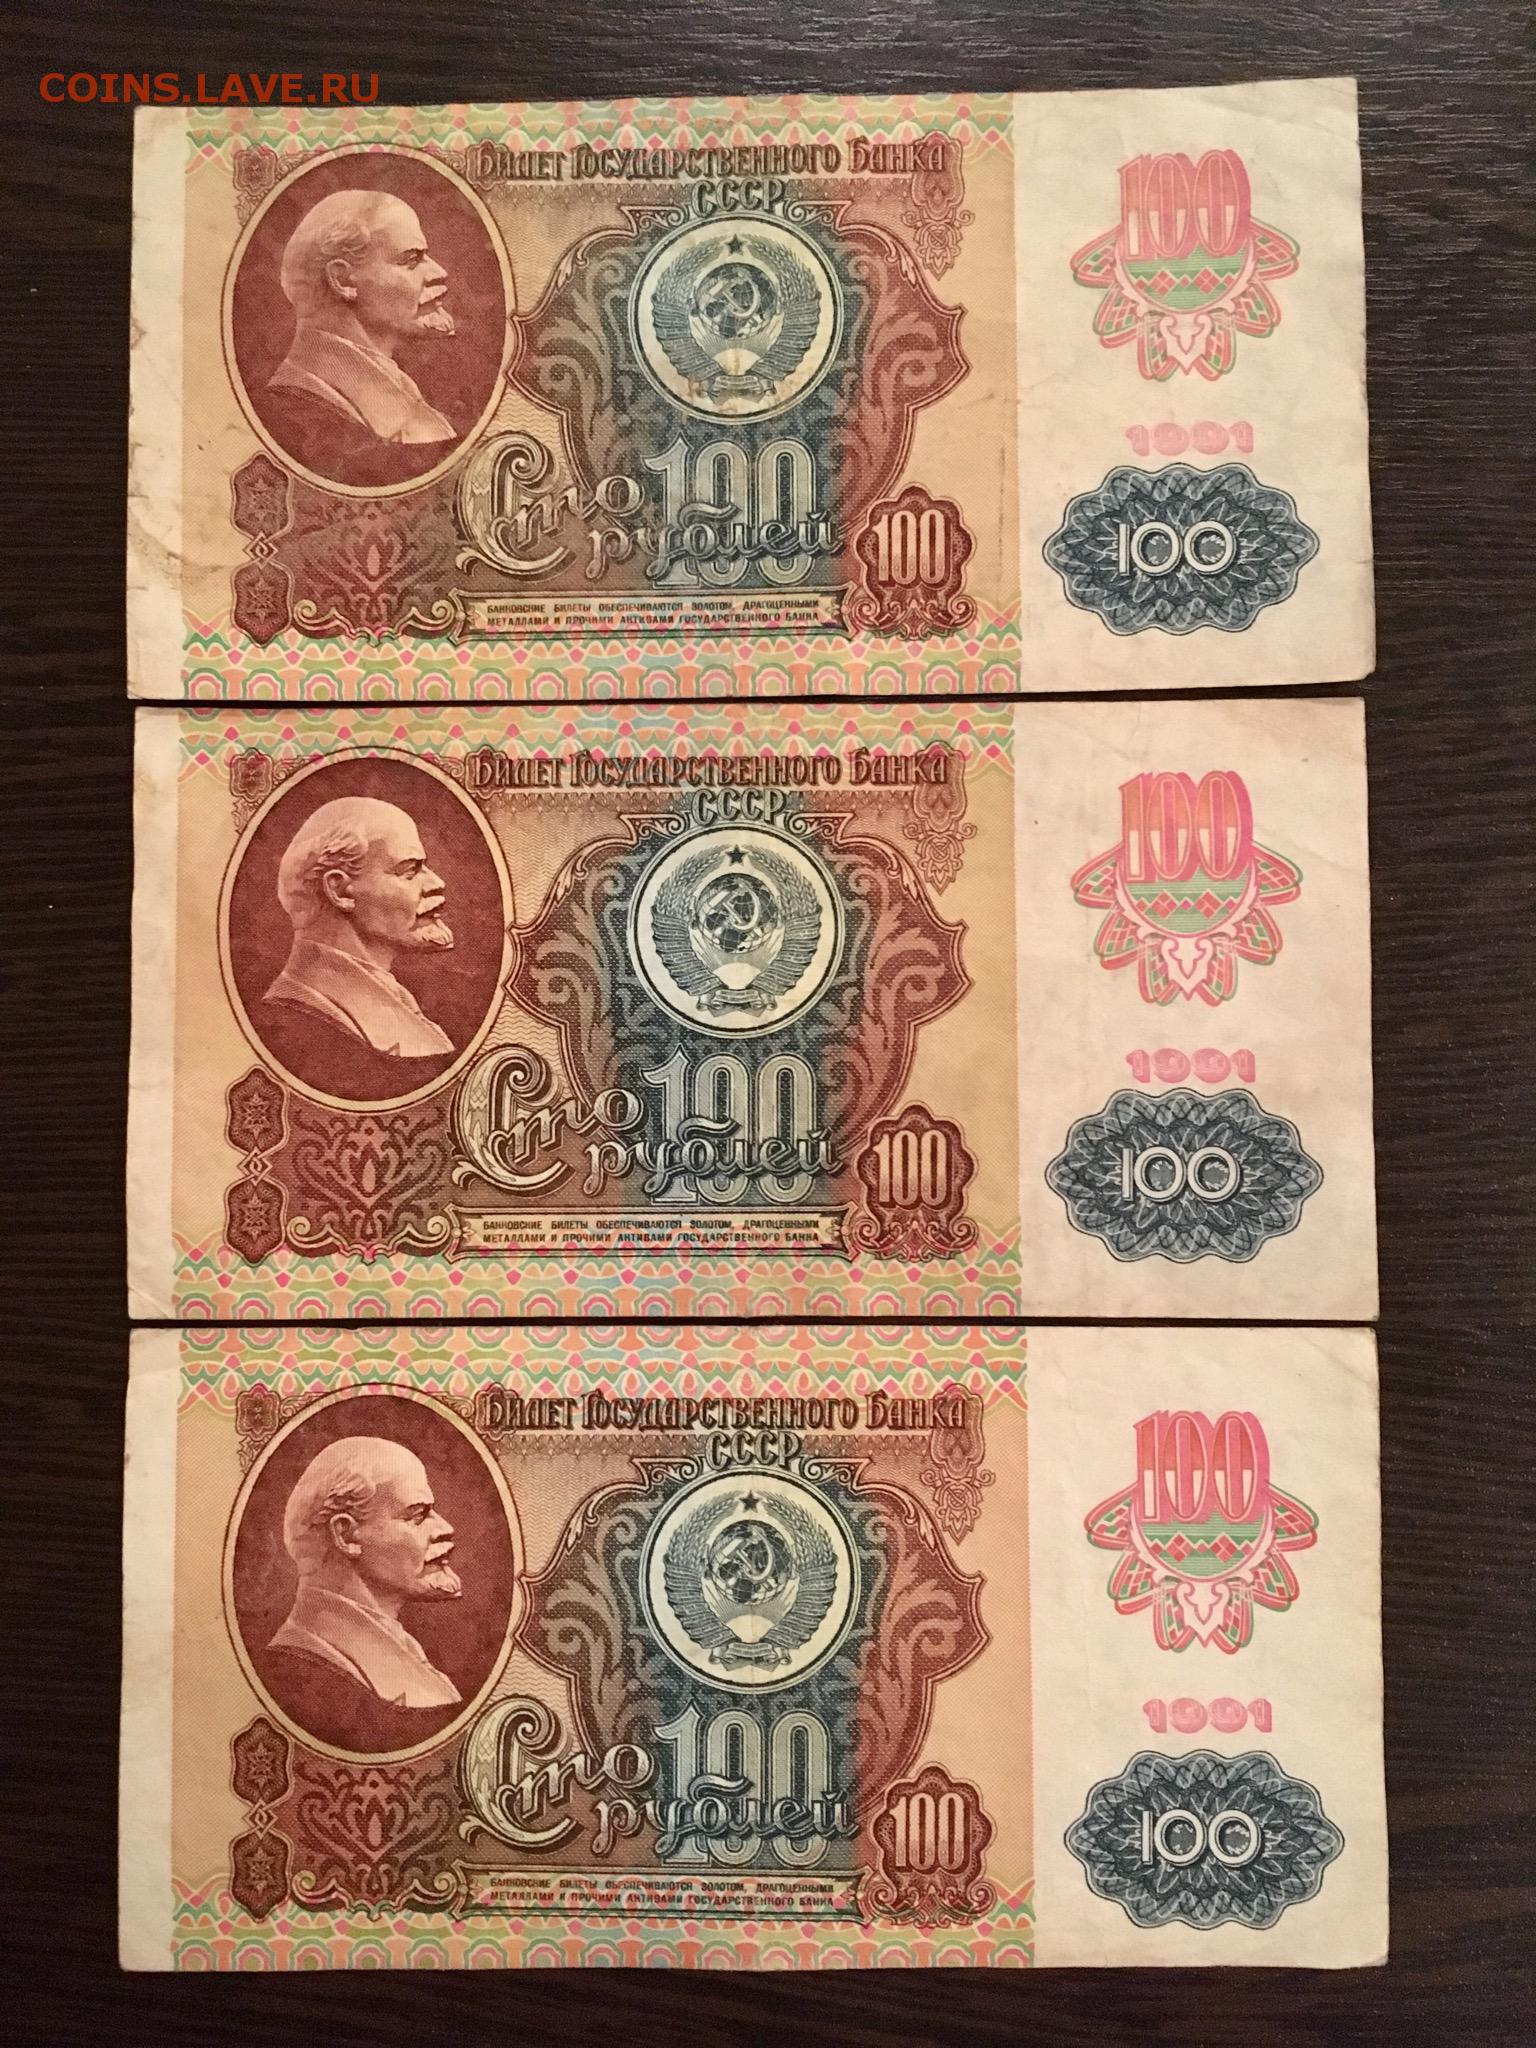 COINS.LAVE.RU
Билет Государственного Банка
СССР
100
1991
Сто
рублей
100
100
100
БАНКОВСКИЕ БИЛЕТЫ ОБЕСПЕЧИВАЮТСЯ ЗОЛОТОМ, ДРАГОЦЕННЫМИ
МЕТАЛЛАМИ И ПРОЧИМИ АКТИВАМИ ГОСУДАРСТВЕННОГО БАНКА
Билет Государственного Банка
СССР
100
1991
Сто
рублей
100
100
100
БАНКОВСКИЕ БИЛЕТЫ ОБЕСПЕЧИВАЮТСЯ ЗОЛОТОМ, ДРАГОЦЕННЫМИ
МЕТАЛЛАМИ И ПРОЧИМИ АКТИВАМИ ГОСУДАРСТВЕННОГО БАНКА
Билет Государственного Банка
СССР
100
1991
Сто
рублей
100
100
100
БАНКОВСКИЕ БИЛЕТЫ ОБЕСПЕЧИВАЮТСЯ ЗОЛОТОМ, ДРАГОЦЕННЫМИ
МЕТАЛЛАМИ И ПРОЧИМИ АКТИВАМИ ГОСУДАРСТВЕННОГО БАНКА